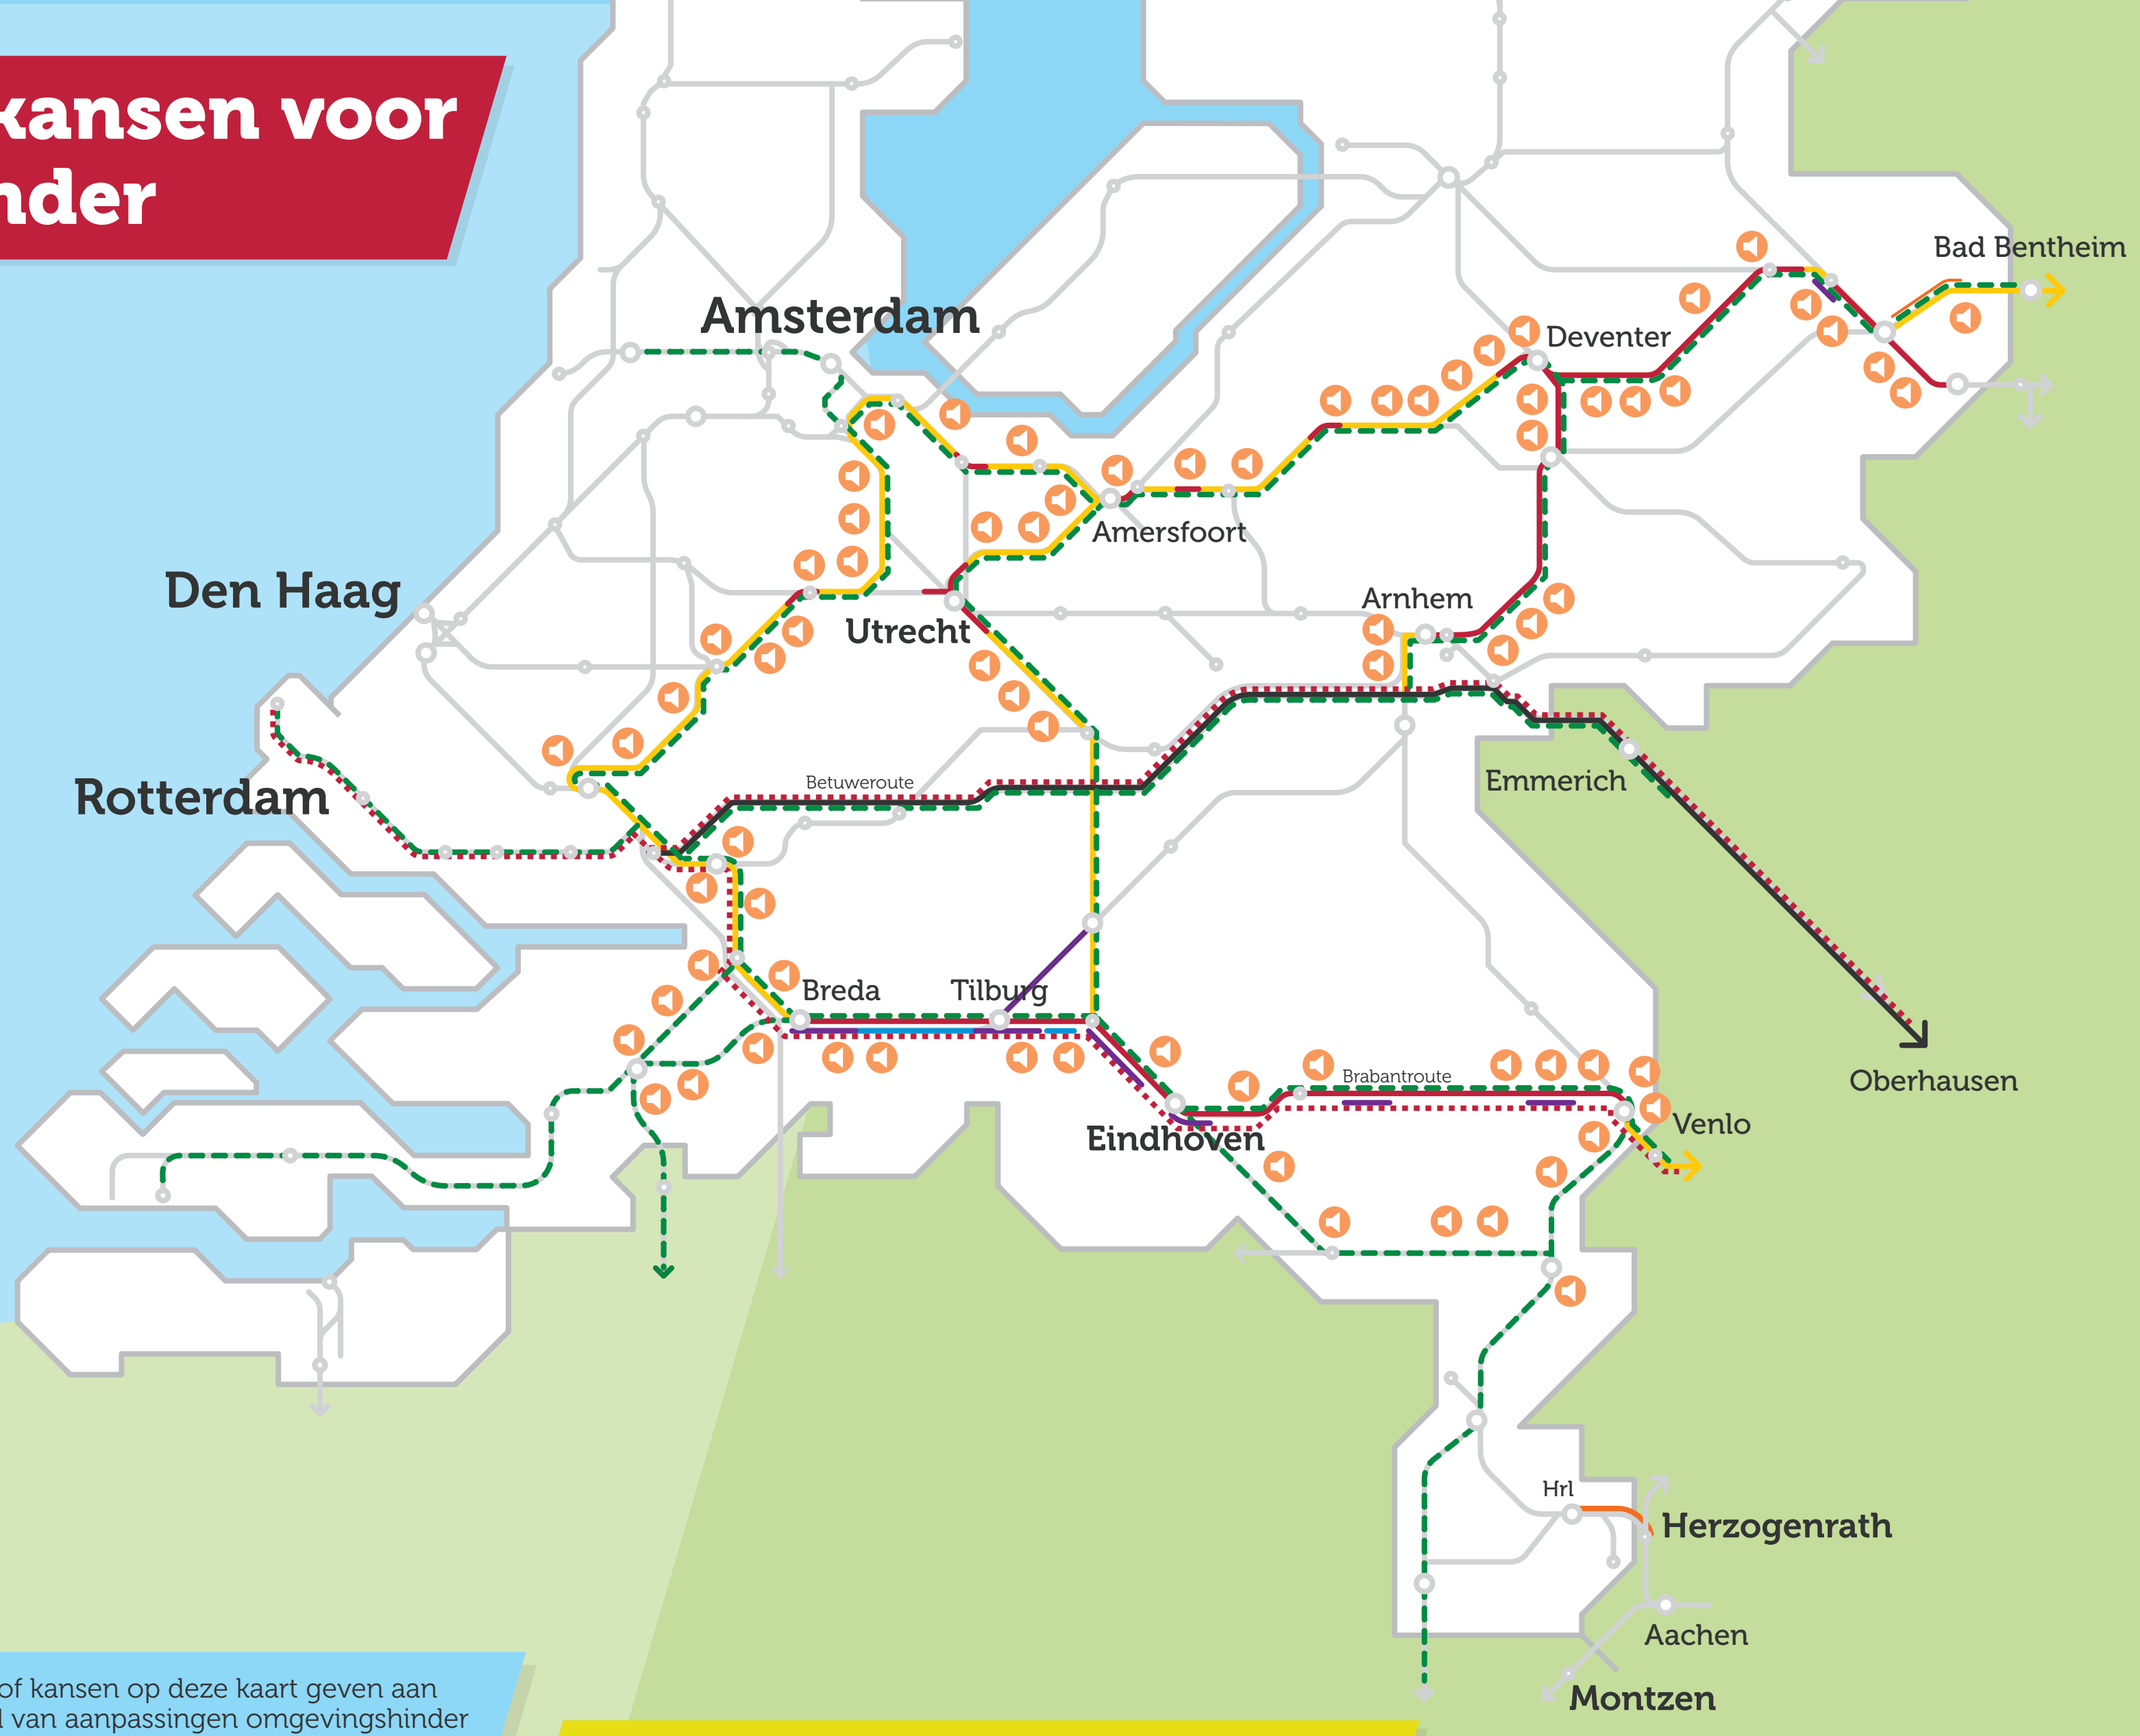 kansen voor
nder
Bad Bentheim
Amsterdam
Deventer
Amersfoort
Den Haag
Arnhem
Utrecht
Betuweroute
Emmerich
Rotterdam
Breda
Tilburg
Brabantroute
Oberhausen
Venlo
Eindhoven
Hrl
Herzogenrath
Aachen
Montzen
of kansen op deze kaart geven aan
van aanpassingen omgevingshinder